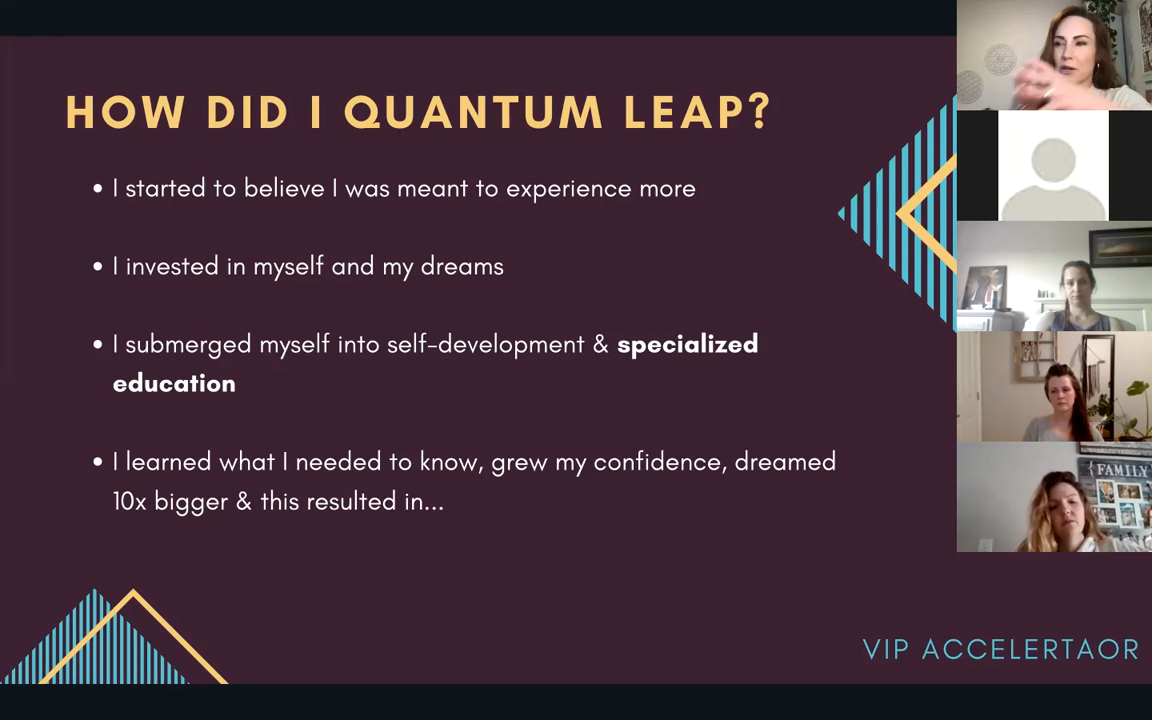 HOW DID I QUANTUM LEAP?
• I started to believe I was meant to experience more
• I invested in myself and my dreams
• I submerged myself into self-development & specialized
education
• I learned what I needed to know, grew my confidence, dreamed
10x bigger & this resulted in...
FAMILY
VIP ACCELERTAOR